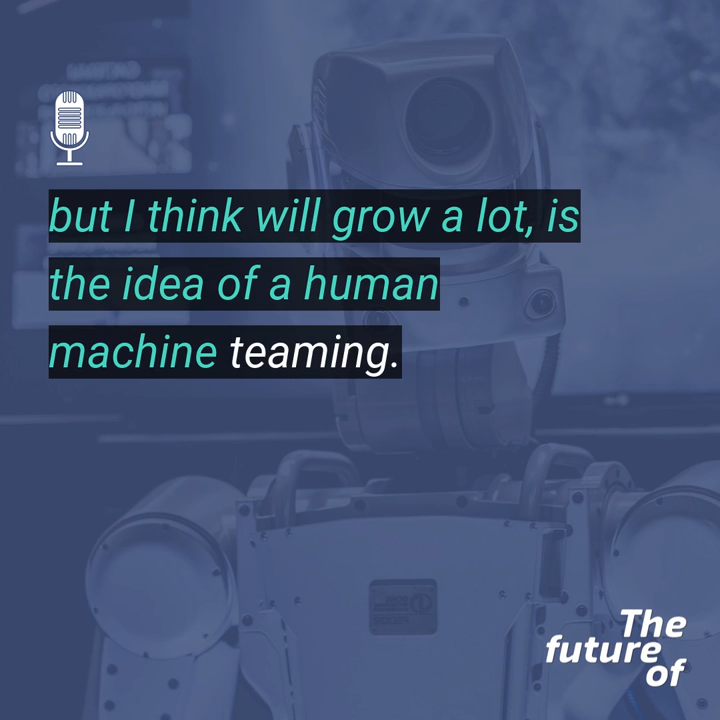 but I think will grow a lot, is
the idea of a human
machine teaming.
The
future
of